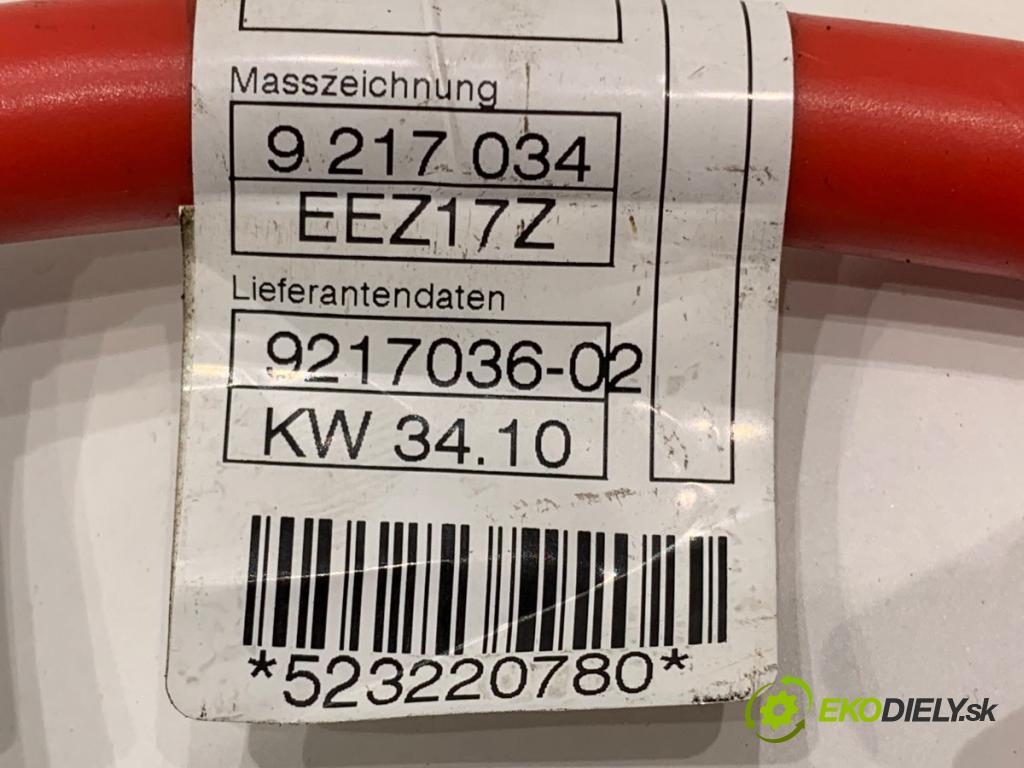 Masszeichnung
9 217 034
EEZ17Z
Lieferantendaten
9217036-02
KW 34.10
*523220780*
EKODIELY.sk